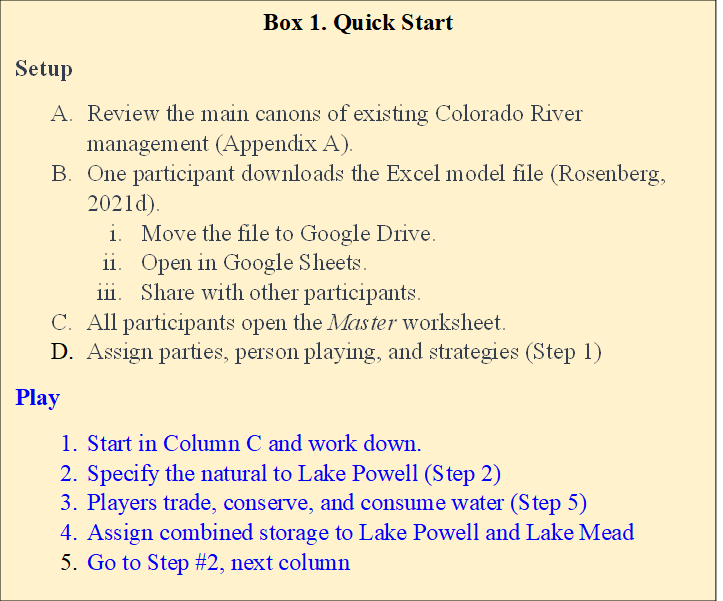 Box 1. Quick Start
Setup
A. Review the main canons of existing Colorado River
management (Appendix A).
B. One participant downloads the Excel model file (Rosenberg,
2021d).
i. Move the file to Google Drive.
ii. Open in Google Sheets.
iii. Share with other participants.
C. All participants open the Master worksheet.
D. Assign parties, person playing, and strategies (Step 1)
Play
1. Start in Column C and work down.
2. Specify the natural to Lake Powell (Step 2)
3. Players trade, conserve, and consume water (Step 5)
4. Assign combined storage to Lake Powell and Lake Mead
5. Go to Step #2, next column